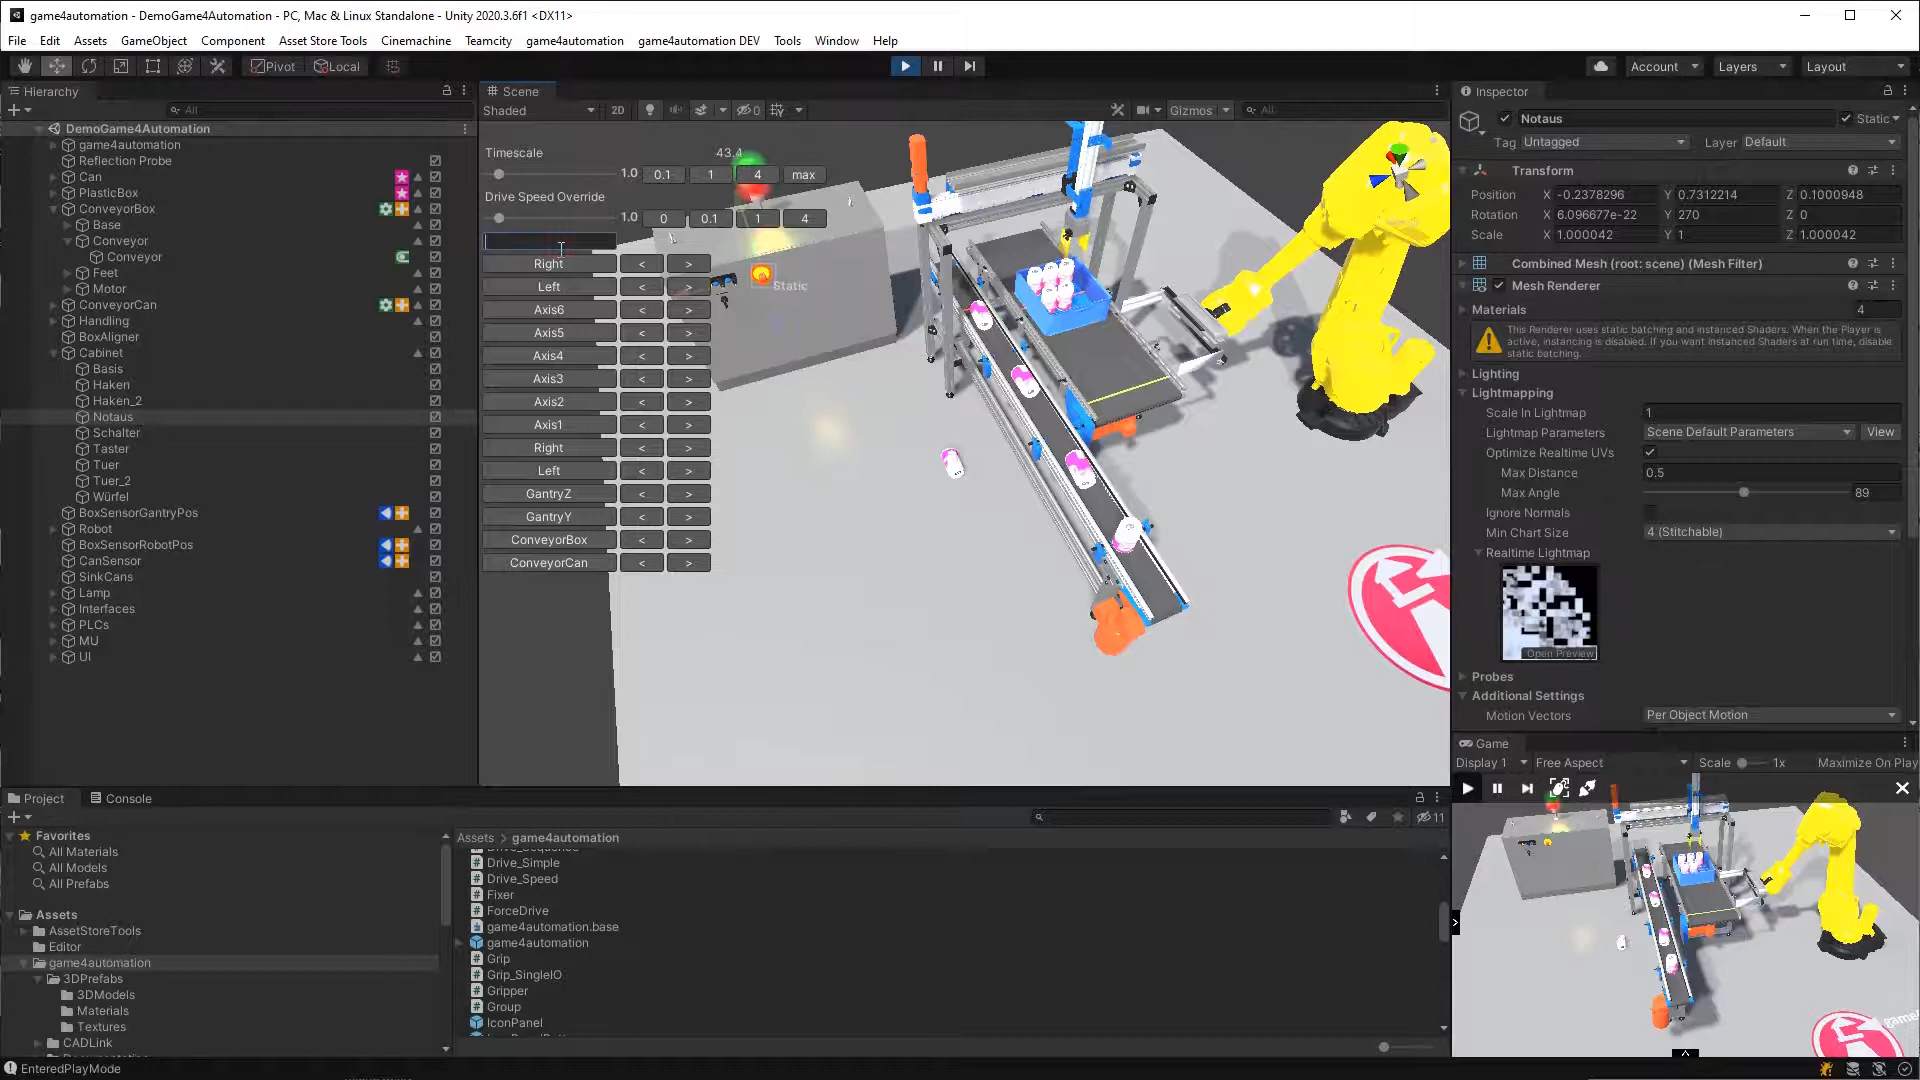 game4automation - DemoGame4Automation - PC, Mac & Linux Standalone - Unity 2020.3.6f1 <DX11>
File Edit Assets GameObject Component Asset Store Tools Cinemachine Teamcity game4automation game4automation DEV Tools Window Help
Pivot Local Account Layers Layout
Hierarchy
All
DemoGame4Automation
game4automation
Reflection Probe
Can
PlasticBox
ConveyorBox
Base
Conveyor
Conveyor
Feet
Motor
ConveyorCan
Handling
BoxAligner
Cabinet
Basis
Haken
Haken_2
Notaus
Schalter
Taster
Tuer
Tuer_2
Würfel
BoxSensorGantryPos
Robot
BoxSensorRobotPos
CanSensor
SinkCans
Lamp
Interfaces
PLCs
MU
UI
Scene
Shaded 2D 0 Gizmos All
Timescale 43.4
1.0 0.1 1 4 max
Drive Speed Override
1.0 0 0.1 1 4
Right < >
Left < >
Axis6 < >
Axis5 < >
Axis4 < >
Axis3 < >
Axis2 < >
Axis1 < >
Right < >
Left < >
GantryZ < >
GantryY < >
ConveyorBox < >
ConveyorCan < >
Static
Inspector
Notaus Static
Tag Untagged Layer Default
Transform
Position X -0.2378296 Y 0.7312214 Z 0.1000948
Rotation X 6.096677e-22 Y 270 Z 0
Scale X 1.000042 Y 1 Z 1.000042
Combined Mesh (root: scene) (Mesh Filter)
Mesh Renderer
Materials 4
This Renderer uses static batching and instanced Shaders. When the Player is
active, instancing is disabled. If you want instanced Shaders at run time, disable
static batching.
Lighting
Lightmapping
Scale In Lightmap 1
Lightmap Parameters Scene Default Parameters View
Optimize Realtime UVs
Max Distance 0.5
Max Angle 89
Ignore Normals
Min Chart Size 4 (Stitchable)
Realtime Lightmap
Open Preview
Probes
Additional Settings
Motion Vectors Per Object Motion
Game
Display 1 Free Aspect Scale 1x Maximize On Play
Project Console
11
Favorites
All Materials
All Models
All Prefabs
Assets
AssetStoreTools
Editor
game4automation
3DPrefabs
3DModels
Materials
Textures
CADLink
Assets > game4automation
Drive_Simple
Drive_Speed
Fixer
ForceDrive
game4automation.base
game4automation
Grip
Grip_SingleIO
Gripper
Group
IconPanel
EnteredPlayMode